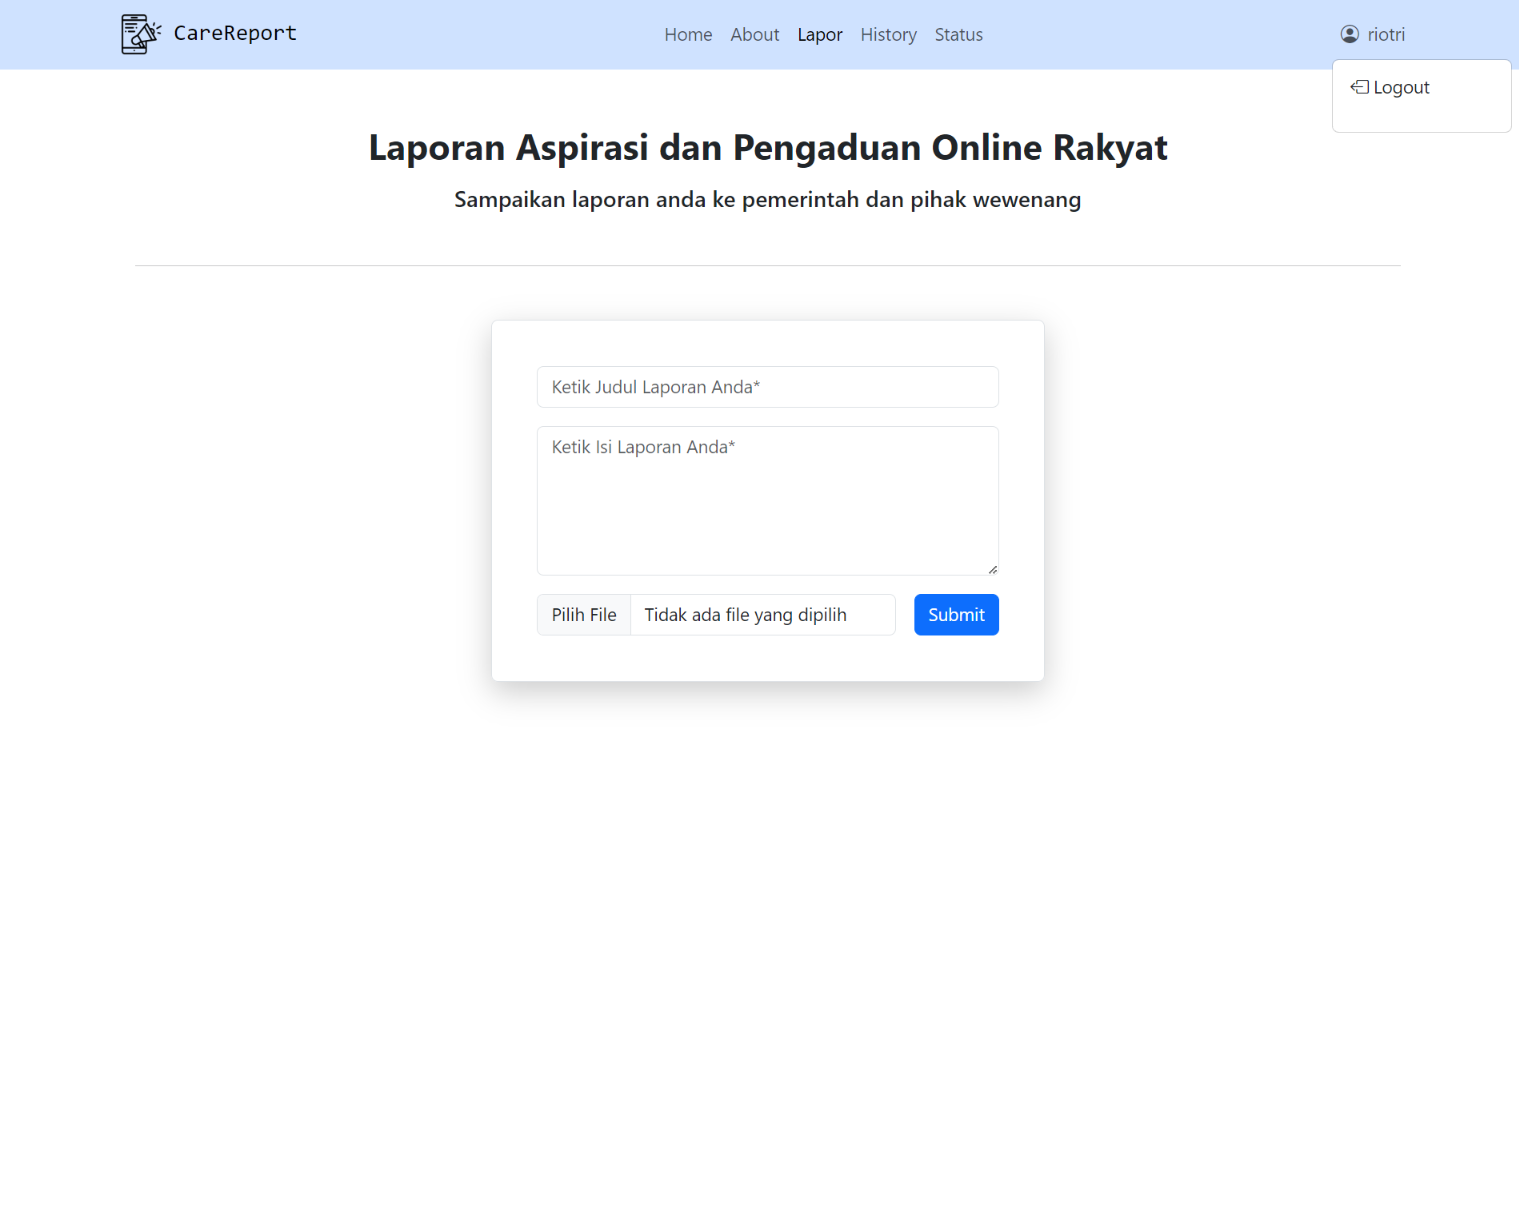 CareReport
Home About Lapor History Status
riotri
Logout
Laporan Aspirasi dan Pengaduan Online Rakyat
Sampaikan laporan anda ke pemerintah dan pihak wewenang
Ketik Judul Laporan Anda*
Ketik Isi Laporan Anda*
Pilih File Tidak ada file yang dipilih Submit